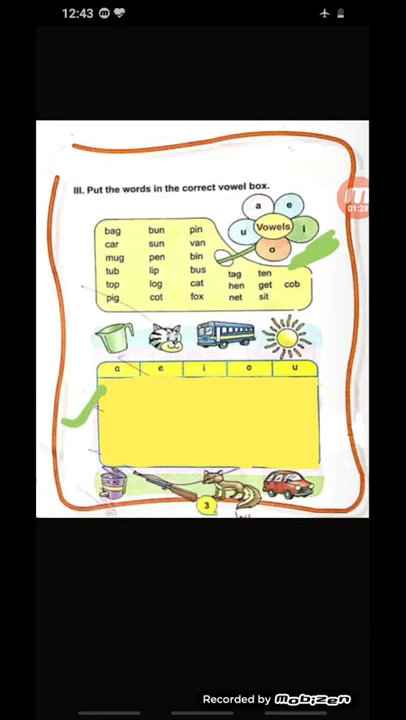 12:43
III. Put the words in the correct vowel box.
a e
u Vowels i
o
01:28
bag bun pin
car sun van
mug pen bin
tub lip bus tag ten
top log cat hen get cob
pig cot fox net sit
a e i o u
3
Recorded by mobizen